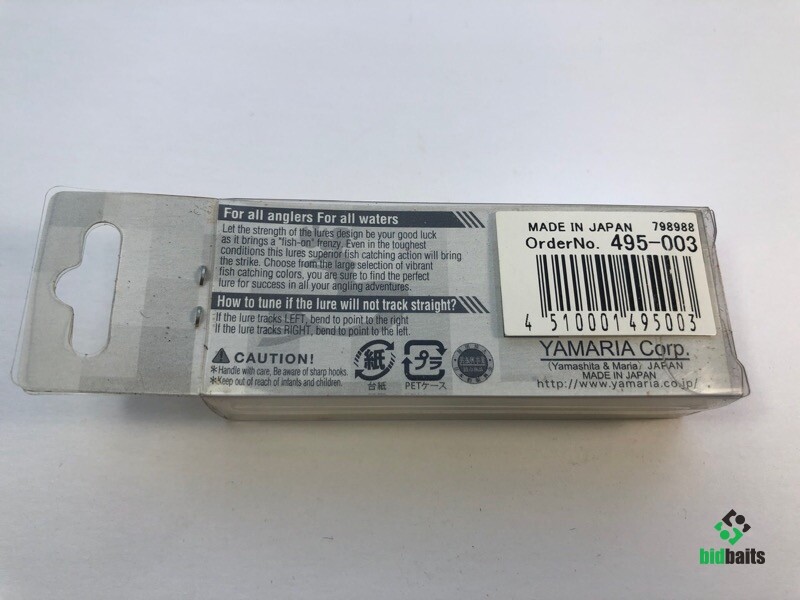 For all anglers For all waters
Let the strength of the lures design be your good luck
as it brings a "fish-on" frenzy. Even in the toughest
conditions this lures superior fish catching action will bring
the strike. Choose from the large selection of vibrant
fish catching colors, you are sure to find the perfect
lure for success in all your angling adventures.
How to tune if the lure will not track straight?
If the lure tracks LEFT, bend to point to the right
If the lure tracks RIGHT, bend to point to the left.
CAUTION!
*Handle with care, Be aware of sharp hooks.
*Keep out of reach of infants and children.
紙
台紙
プラ
PETケース
MADE IN JAPAN 798988
OrderNo. 495-003
4 510001 495003
YAMARIA Corp.
(Yamashita & Maria) JAPAN
MADE IN JAPAN
http://www.yamaria.co.jp/
bidbaits